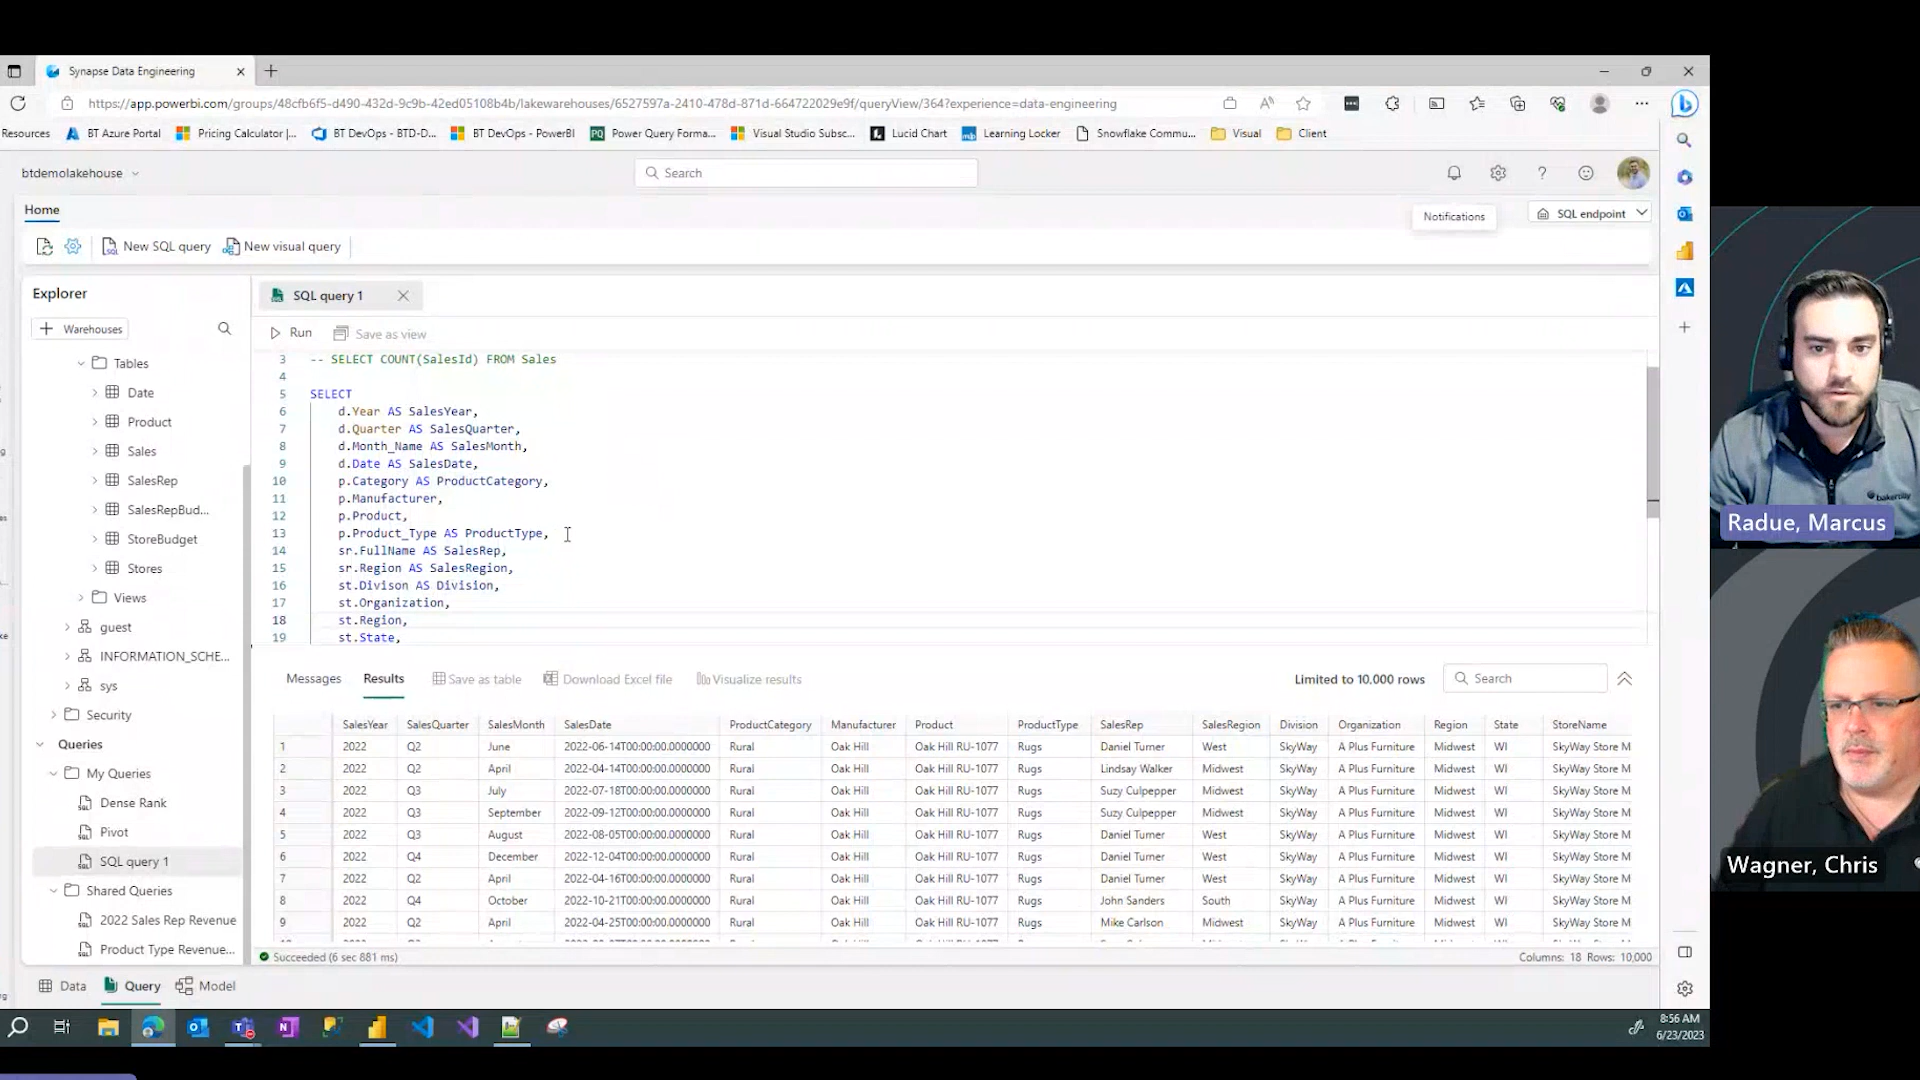 Synapse Data Engineering
https://app.powerbi.com/groups/48cfb6f5-d490-432d-9c9b-42ed05108b4b/lakewarehouses/6527597a-2410-478d-871d-664722029e9f/queryView/364?experience=data-engineering
Resources BT Azure Portal Pricing Calculator |... BT DevOps - BTD-D... BT DevOps - PowerBI Power Query Forma... Visual Studio Subsc... Lucid Chart Learning Locker Snowflake Commu... Visual Client
btdemolakehouse Search
Home Notifications SQL endpoint
New SQL query New visual query
Explorer
SQL query 1
+ Warehouses
Run Save as view
Tables
Date
Product
Sales
SalesRep
SalesRepBud...
StoreBudget
Stores
Views
guest
INFORMATION_SCHE...
sys
Security
Queries
My Queries
Dense Rank
Pivot
SQL query 1
Shared Queries
2022 Sales Rep Revenue
Product Type Revenue...
3 -- SELECT COUNT(SalesId) FROM Sales
4
5 SELECT
6 d.Year AS SalesYear,
7 d.Quarter AS SalesQuarter,
8 d.Month_Name AS SalesMonth,
9 d.Date AS SalesDate,
10 p.Category AS ProductCategory,
11 p.Manufacturer,
12 p.Product,
13 p.Product_Type AS ProductType,
14 sr.FullName AS SalesRep,
15 sr.Region AS SalesRegion,
16 st.Divison AS Division,
17 st.Organization,
18 st.Region,
19 st.State,
Messages Results Save as table Download Excel file Visualize results Limited to 10,000 rows Search
SalesYear SalesQuarter SalesMonth SalesDate ProductCategory Manufacturer Product ProductType SalesRep SalesRegion Division Organization Region State StoreName
1 2022 Q2 June 2022-06-14T00:00:00.0000000 Rural Oak Hill Oak Hill RU-1077 Rugs Daniel Turner West SkyWay A Plus Furniture Midwest WI SkyWay Store M
2 2022 Q2 April 2022-04-14T00:00:00.0000000 Rural Oak Hill Oak Hill RU-1077 Rugs Lindsay Walker Midwest SkyWay A Plus Furniture Midwest WI SkyWay Store M
3 2022 Q3 July 2022-07-18T00:00:00.0000000 Rural Oak Hill Oak Hill RU-1077 Rugs Suzy Culpepper Midwest SkyWay A Plus Furniture Midwest WI SkyWay Store M
4 2022 Q3 September 2022-09-12T00:00:00.0000000 Rural Oak Hill Oak Hill RU-1077 Rugs Suzy Culpepper Midwest SkyWay A Plus Furniture Midwest WI SkyWay Store M
5 2022 Q3 August 2022-08-05T00:00:00.0000000 Rural Oak Hill Oak Hill RU-1077 Rugs Daniel Turner West SkyWay A Plus Furniture Midwest WI SkyWay Store M
6 2022 Q4 December 2022-12-04T00:00:00.0000000 Rural Oak Hill Oak Hill RU-1077 Rugs Daniel Turner West SkyWay A Plus Furniture Midwest WI SkyWay Store M
7 2022 Q2 April 2022-04-16T00:00:00.0000000 Rural Oak Hill Oak Hill RU-1077 Rugs Daniel Turner West SkyWay A Plus Furniture Midwest WI SkyWay Store M
8 2022 Q4 October 2022-10-21T00:00:00.0000000 Rural Oak Hill Oak Hill RU-1077 Rugs John Sanders South SkyWay A Plus Furniture Midwest WI SkyWay Store M
9 2022 Q2 April 2022-04-25T00:00:00.0000000 Rural Oak Hill Oak Hill RU-1077 Rugs Mike Carlson Midwest SkyWay A Plus Furniture Midwest WI SkyWay Store M
Succeeded (6 sec 881 ms) Columns: 18 Rows: 10,000
Data Query Model
8:56 AM
6/23/2023
bakertilly
Radue, Marcus
Wagner, Chris